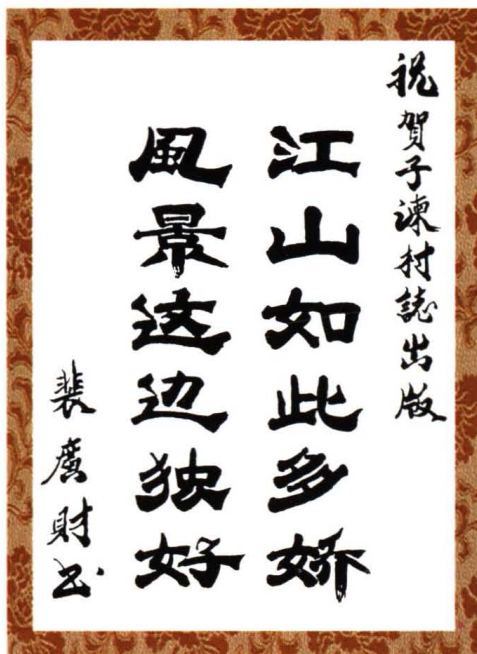 祝賀子諫村誌出版
江山如此多娇
風景这边独好
裴廣財书